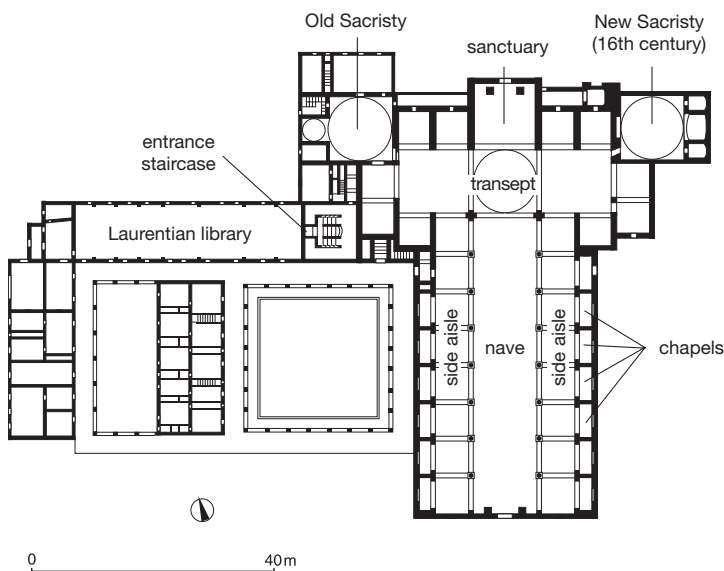 Old Sacristy
sanctuary
New Sacristy
(16th century)
entrance
staircase
transept
Laurentian library
side aisle
nave
side aisle
chapels
0
40 m